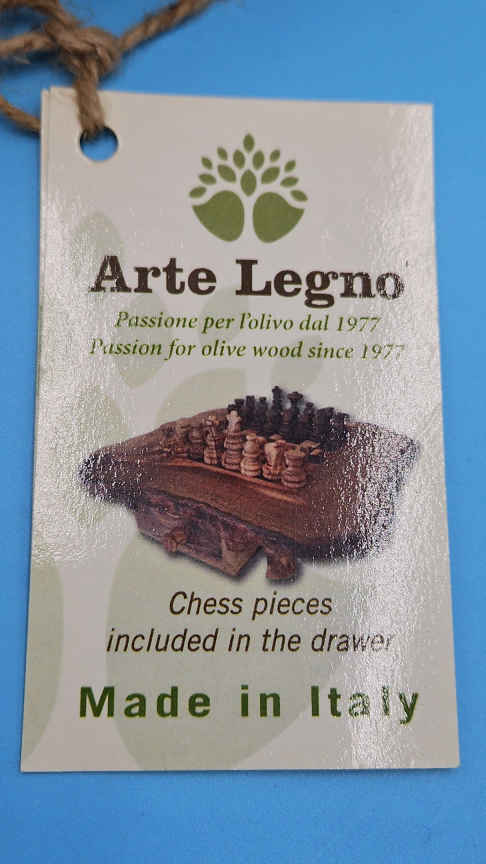 Arte Legno
Passione per l'olivo dal 1977
Passion for olive wood since 1977
Chess pieces
included in the drawer
Made in Italy